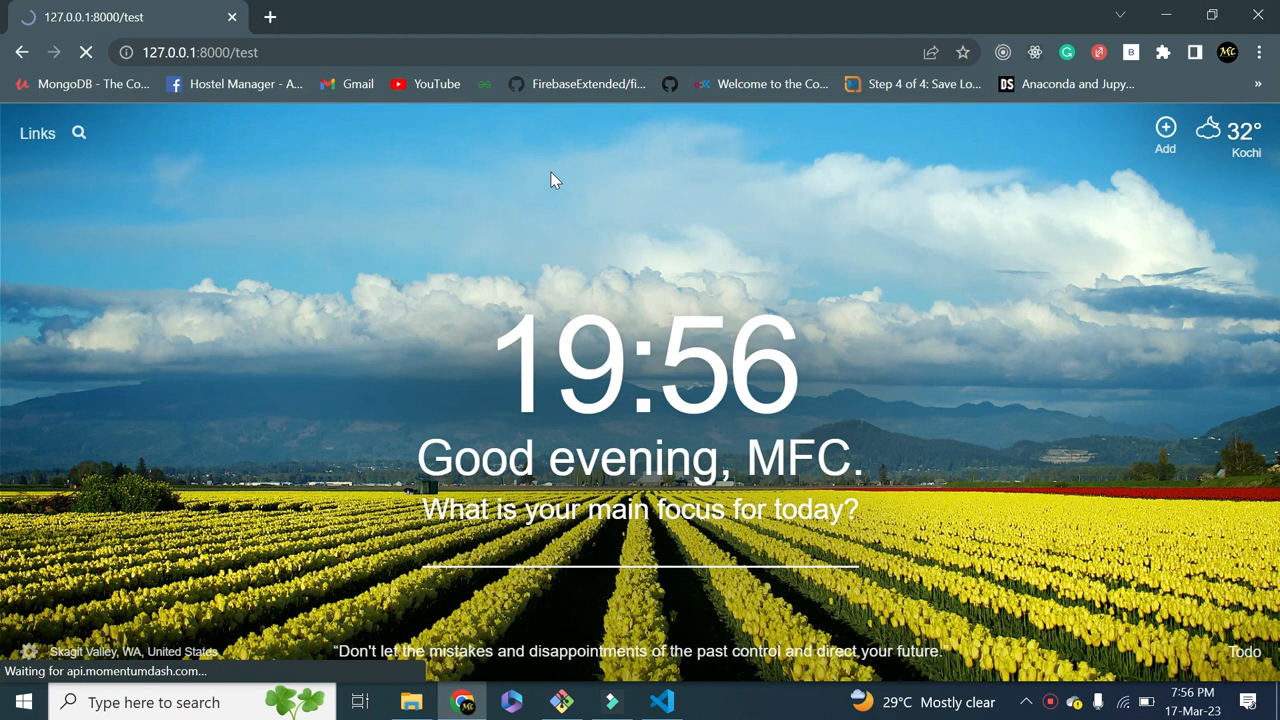 127.0.0.1:8000/test
127.0.0.1:8000/test
MongoDB - The Co...
Hostel Manager - A...
Gmail
YouTube
FirebaseExtended/fi...
Welcome to the Co...
Step 4 of 4: Save Lo...
DS
Anaconda and Jupy...
»
Links
Add
32°
Kochi
19:56
Good evening, MFC.
What is your main focus for today?
Skagit Valley, WA, United States
"Don't let the mistakes and disappointments of the past control and direct your future."
Todo
Waiting for api.momentumdash.com...
Type here to search
29°C Mostly clear
7:56 PM
17-Mar-23